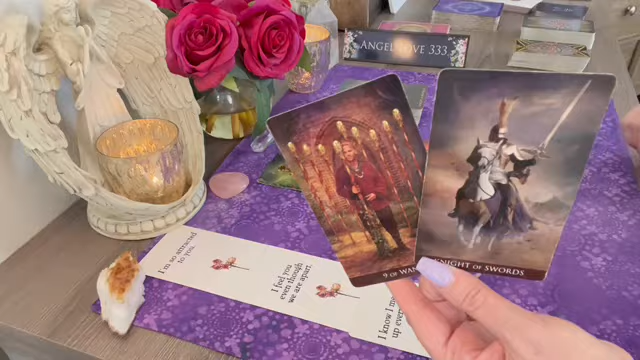 ANGEL LOVE 333
9 OF
KNIGHT OF SWORDS
I'm so attracted
to you.
I feel you
even though
we are apart.
I know I
up